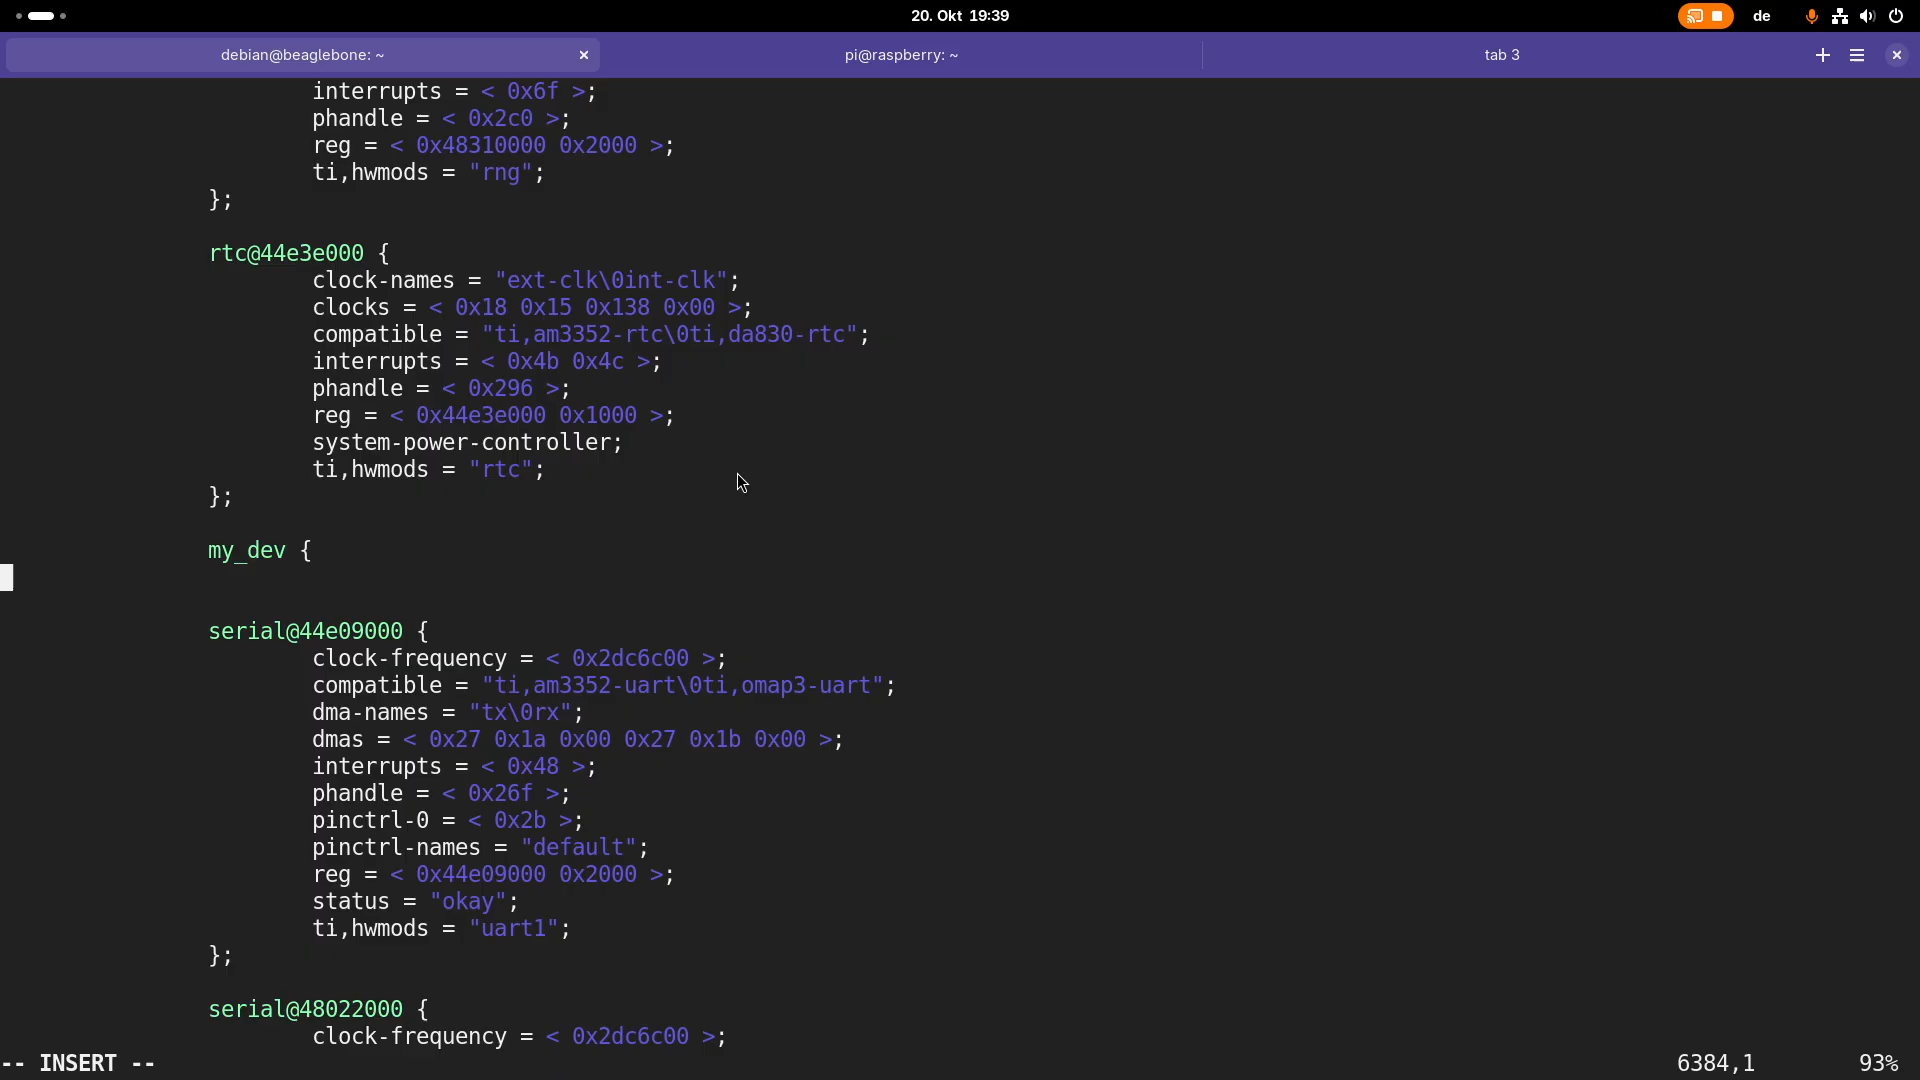 20. Okt 19:39
de
debian@beaglebone: ~
pi@raspberry: ~
tab 3
interrupts = < 0x6f >;
phandle = < 0x2c0 >;
reg = < 0x48310000 0x2000 >;
ti,hwmods = "rng";
};
rtc@44e3e000 {
clock-names = "ext-clk\0int-clk";
clocks = < 0x18 0x15 0x138 0x00 >;
compatible = "ti,am3352-rtc\0ti,da830-rtc";
interrupts = < 0x4b 0x4c >;
phandle = < 0x296 >;
reg = < 0x44e3e000 0x1000 >;
system-power-controller;
ti,hwmods = "rtc";
};
my_dev {
serial@44e09000 {
clock-frequency = < 0x2dc6c00 >;
compatible = "ti,am3352-uart\0ti,omap3-uart";
dma-names = "tx\0rx";
dmas = < 0x27 0x1a 0x00 0x27 0x1b 0x00 >;
interrupts = < 0x48 >;
phandle = < 0x26f >;
pinctrl-0 = < 0x2b >;
pinctrl-names = "default";
reg = < 0x44e09000 0x2000 >;
status = "okay";
ti,hwmods = "uart1";
};
serial@48022000 {
clock-frequency = < 0x2dc6c00 >;
-- INSERT --
6384,1
93%